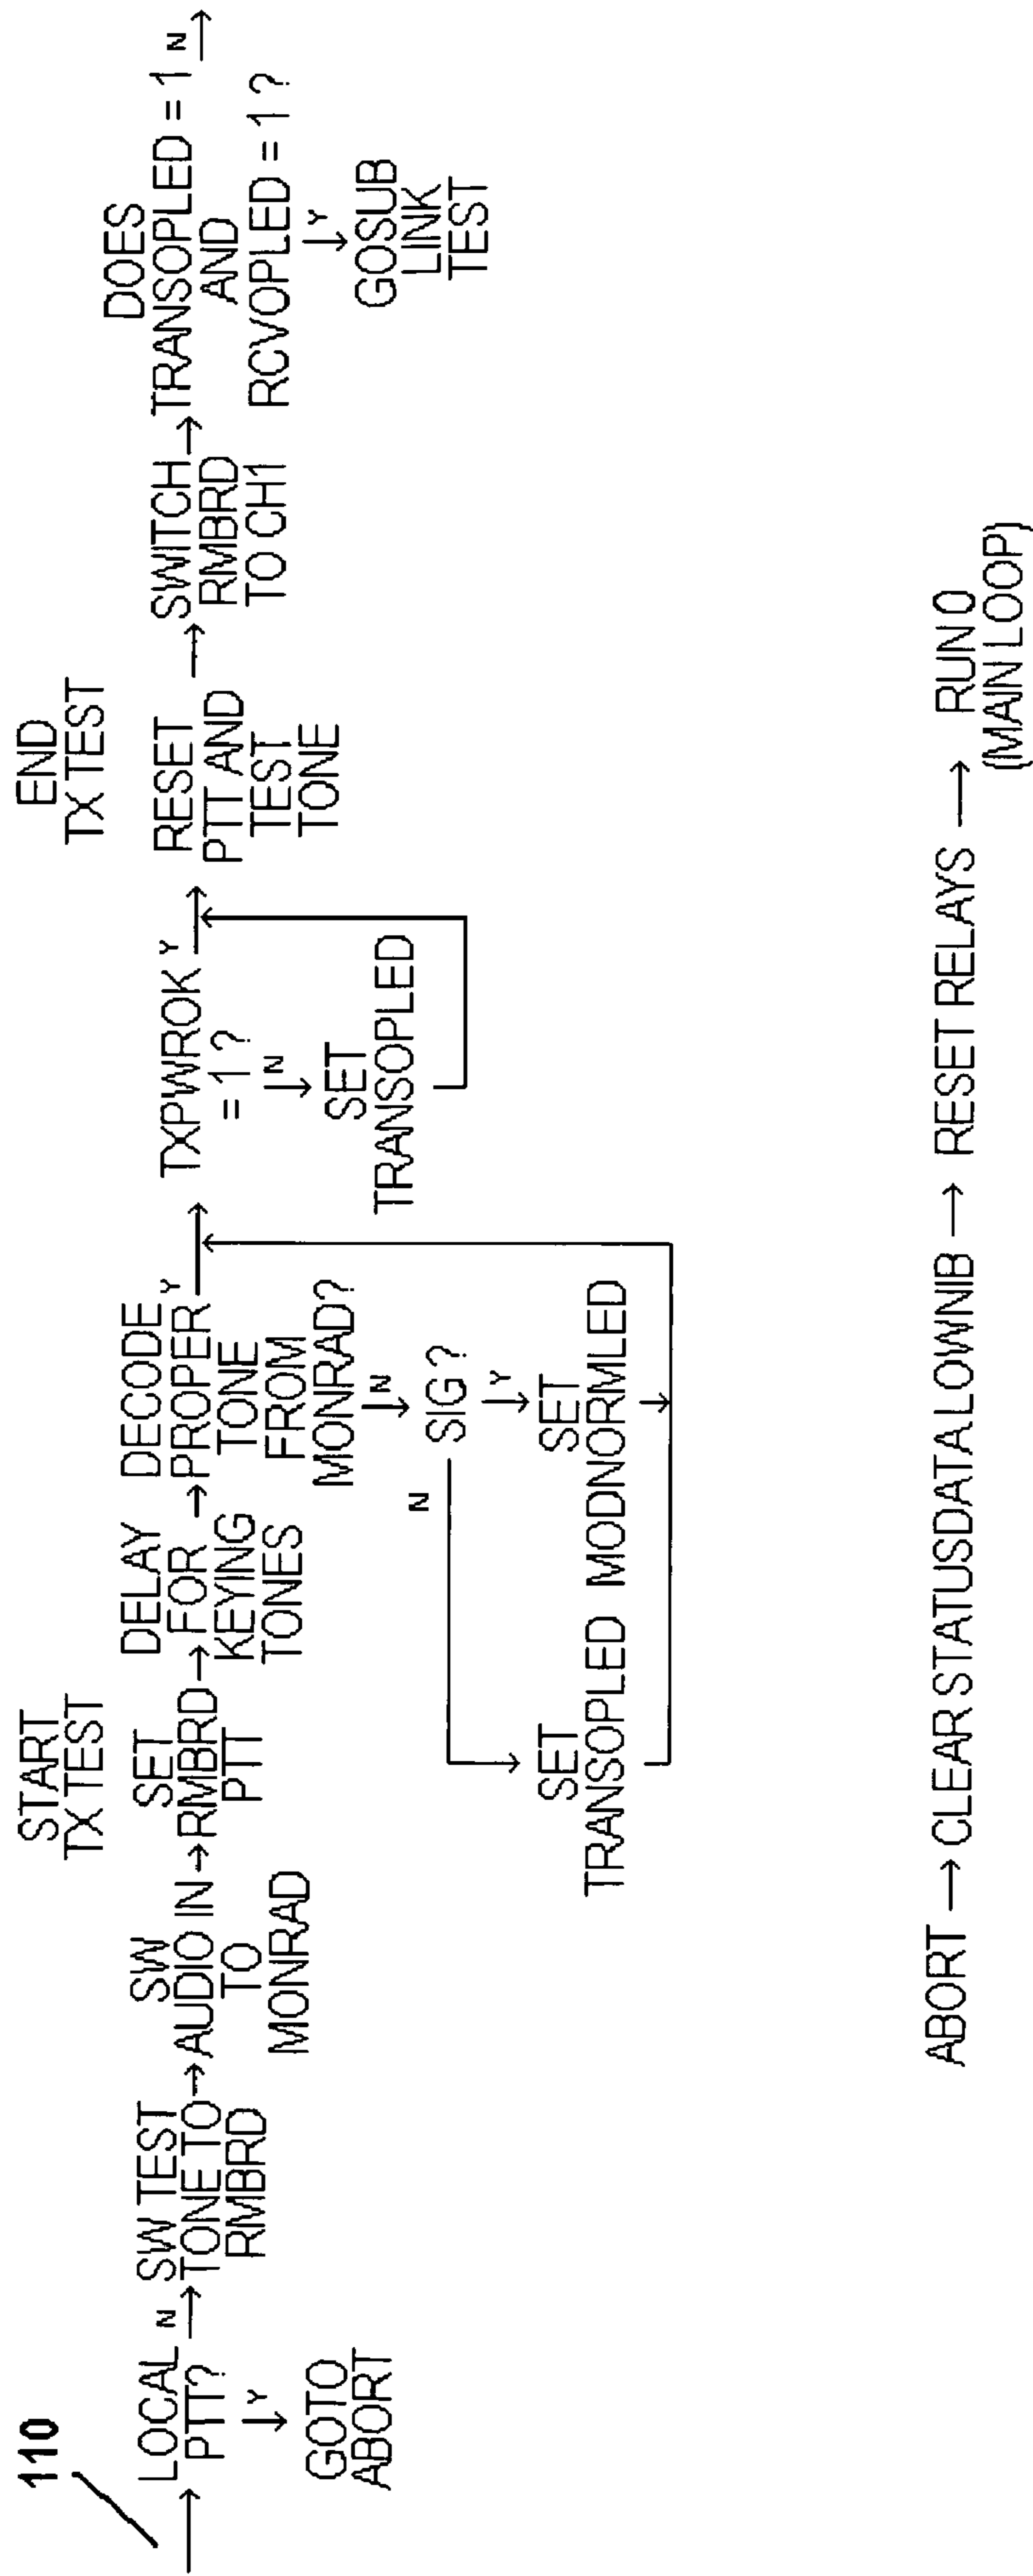 110
LOCAL
PTT?
N
Y
GOTO
ABORT
SW TEST
TONE TO
RMBRD
SW
AUDIO IN
TO
MONRAD
START
TX TEST
SET
RMBRD
PTT
DELAY
FOR
KEYING
TONES
DECODE
PROPER
TONE
FROM
MONRAD?
Y
N
SIG?
N
Y
SET
TRANSOPLED
SET
MODNORMLED
TXPWROK
= 1 ?
Y
N
SET
TRANSOPLED
END
TX TEST
RESET
PTT AND
TEST
TONE
SWITCH
RMBRD
TO CH1
DOES
TRANSOPLED = 1
AND
RCVOPLED = 1 ?
N
Y
GOSUB
LINK
TEST
ABORT
CLEAR STATUSDATA LOWNIB
RESET RELAYS
RUN 0
(MAIN LOOP)